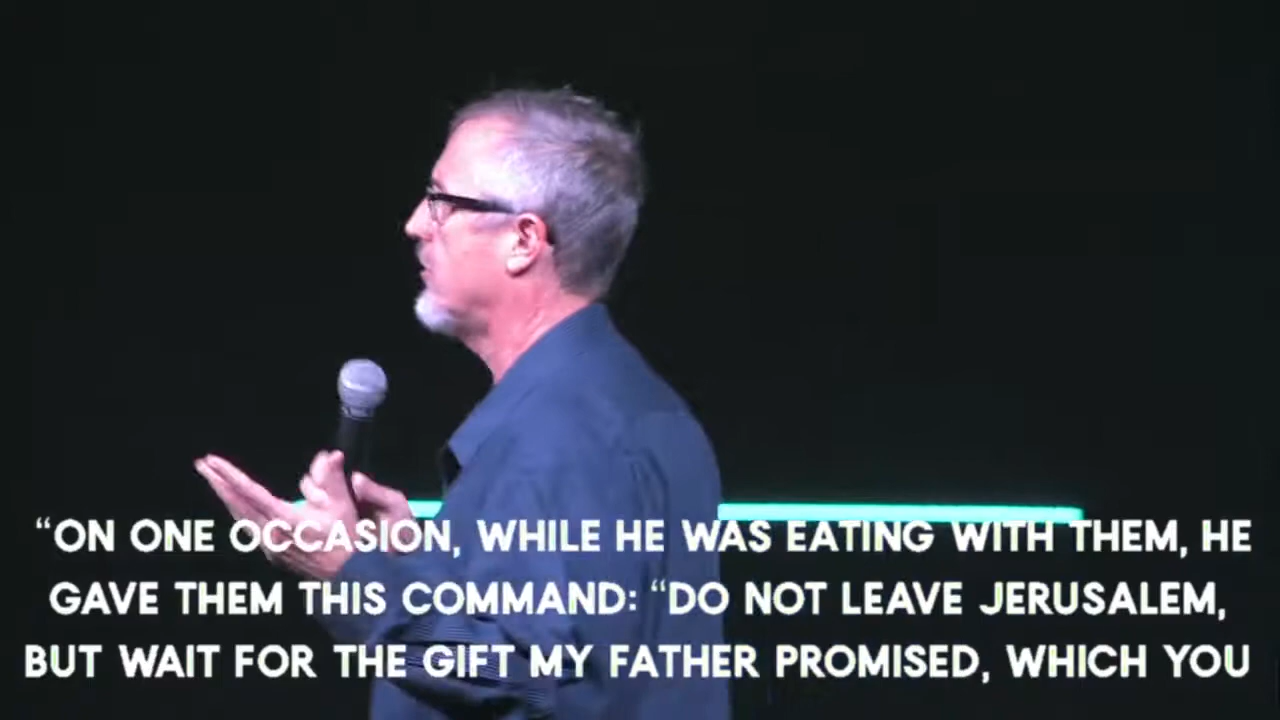 “ON ONE OCCASION, WHILE HE WAS EATING WITH THEM, HE
GAVE THEM THIS COMMAND: “DO NOT LEAVE JERUSALEM,
BUT WAIT FOR THE GIFT MY FATHER PROMISED, WHICH YOU